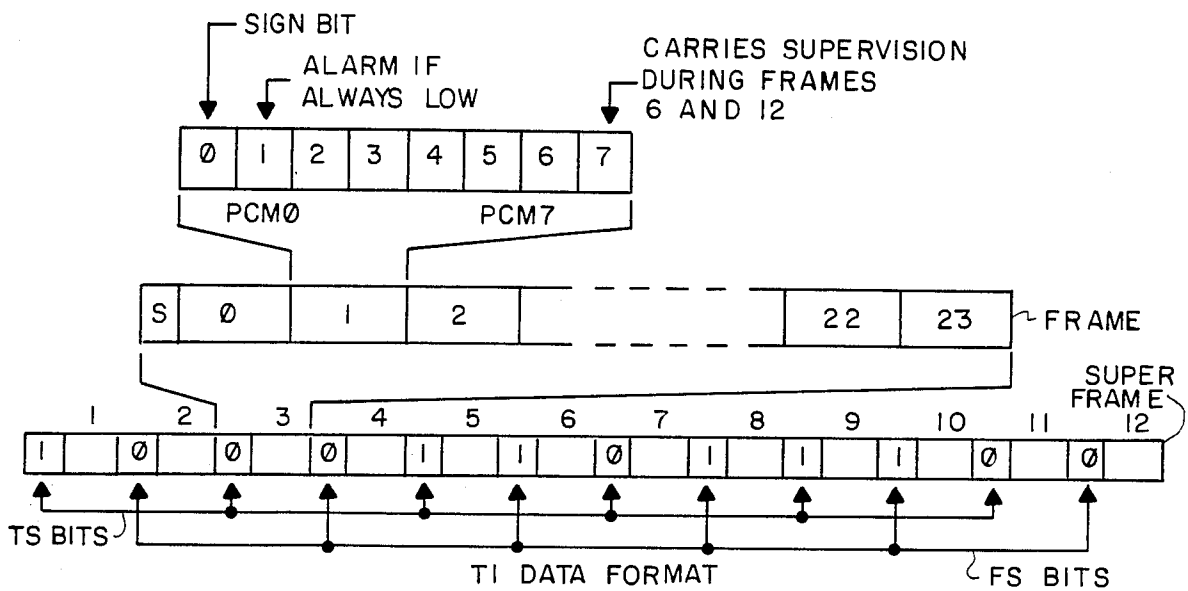 SIGN BIT
ALARM IF
ALWAYS LOW
CARRIES SUPERVISION
DURING FRAMES
6 AND 12
Ø 1 2 3 4 5 6 7
PCMØ PCM7
S Ø 1 2 22 23 FRAME
SUPER
FRAME
1 2 3 4 5 6 7 8 9 10 11 12
1 Ø Ø Ø 1 1 Ø 1 1 1 Ø Ø
TS BITS
FS BITS
T1 DATA FORMAT